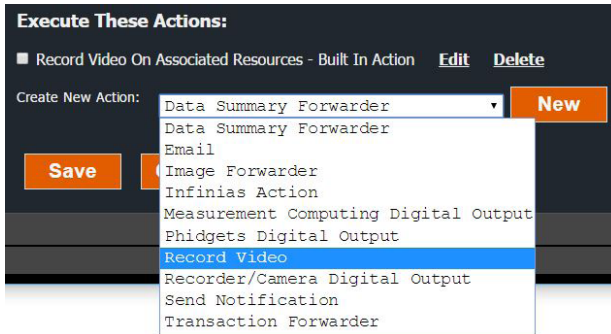 Execute These Actions:
Record Video On Associated Resources - Built In Action Edit Delete
Create New Action: Data Summary Forwarder New
Data Summary Forwarder
Email
Save Image Forwarder
Infinias Action
Measurement Computing Digital Output
Phidgets Digital Output
Record Video
Recorder/Camera Digital Output
Send Notification
Transaction Forwarder